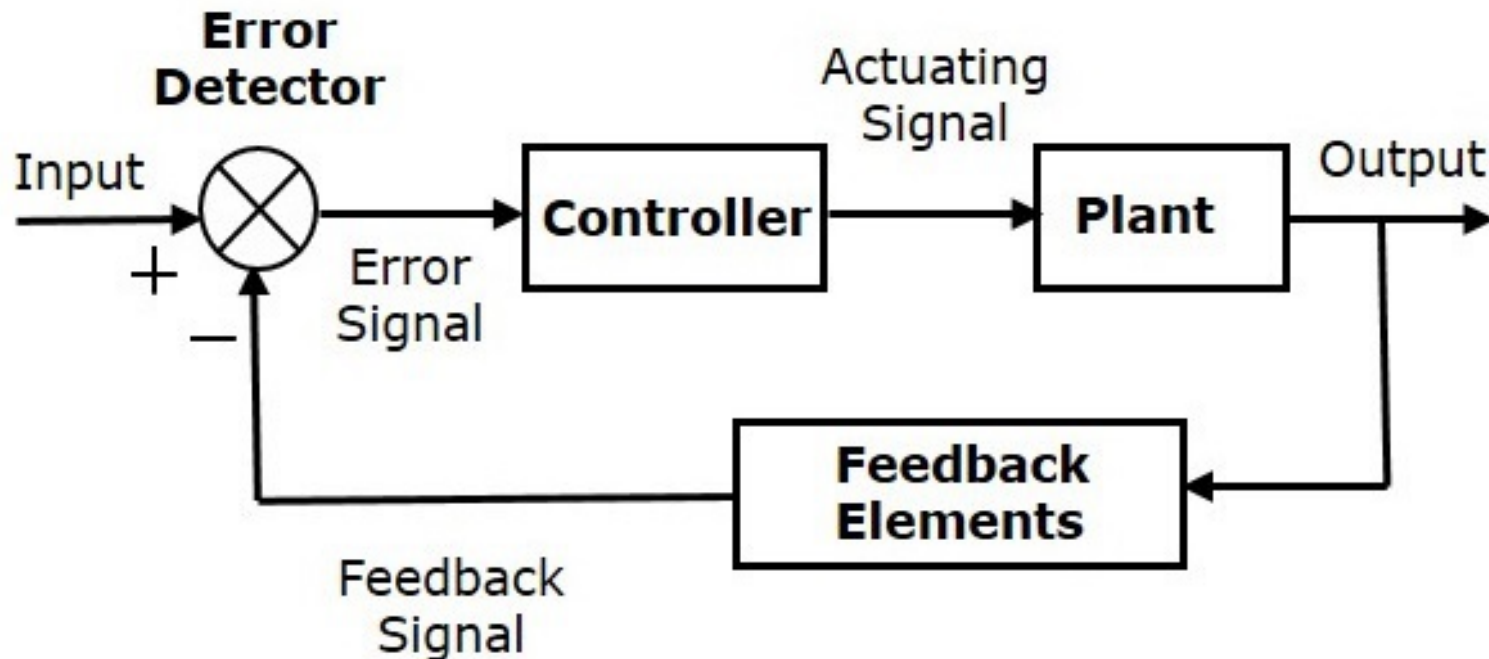 Error
Detector
Input
+
−
Error
Signal
Controller
Actuating
Signal
Plant
Output
Feedback
Elements
Feedback
Signal